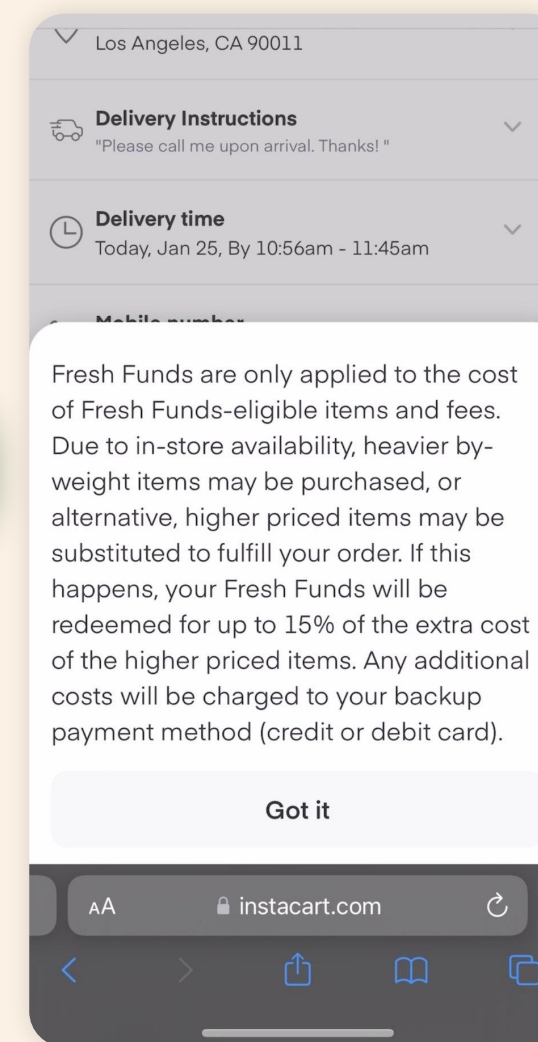 Los Angeles, CA 90011
Delivery Instructions
"Please call me upon arrival. Thanks! "
Delivery time
Today, Jan 25, By 10:56am - 11:45am
Mobile number
Fresh Funds are only applied to the cost
of Fresh Funds-eligible items and fees.
Due to in-store availability, heavier by-
weight items may be purchased, or
alternative, higher priced items may be
substituted to fulfill your order. If this
happens, your Fresh Funds will be
redeemed for up to 15% of the extra cost
of the higher priced items. Any additional
costs will be charged to your backup
payment method (credit or debit card).
Got it
AA
instacart.com